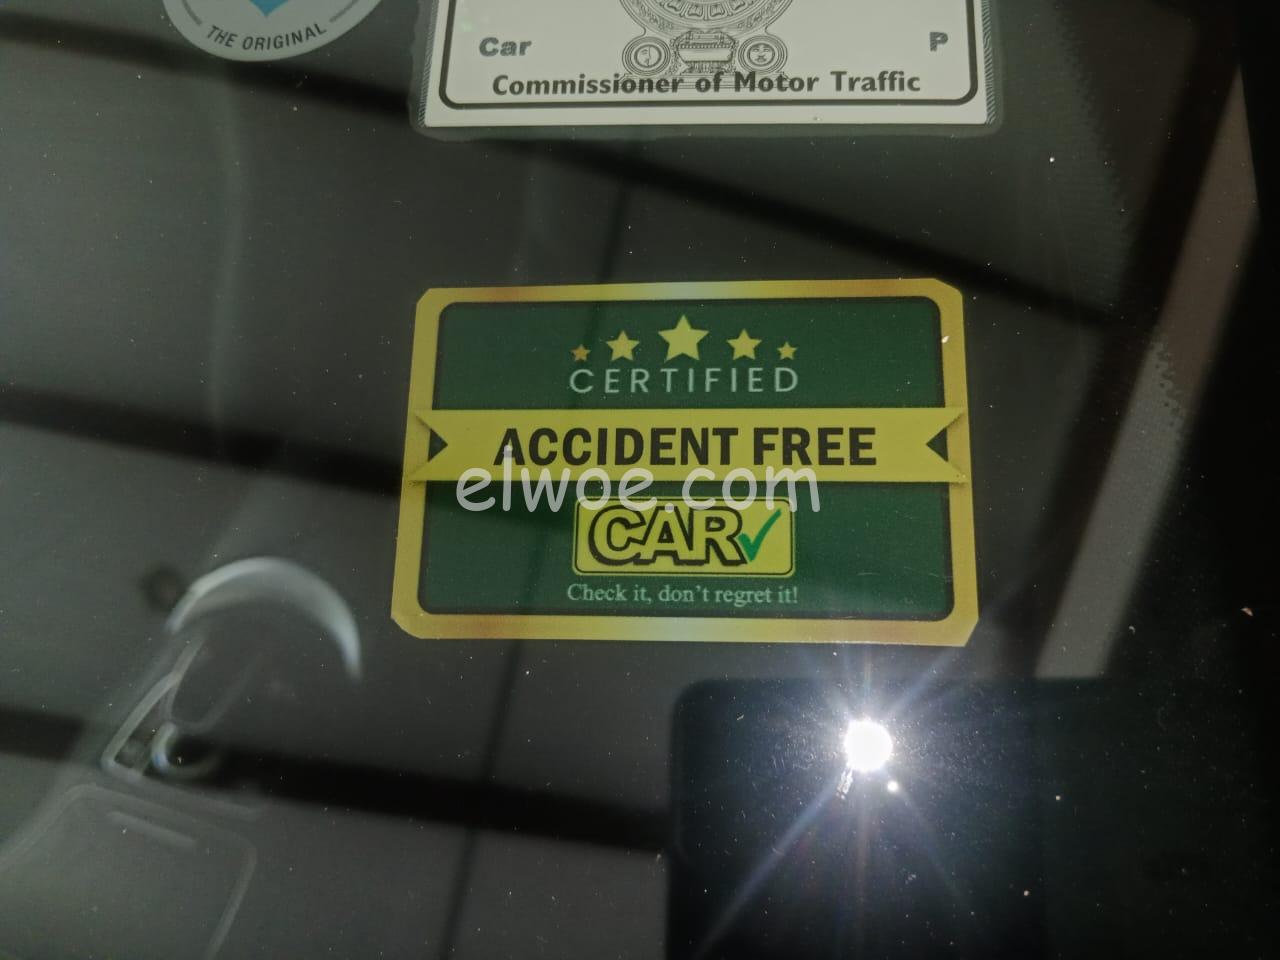 THE ORIGINAL
Car
P
Commissioner of Motor Traffic
CERTIFIED
ACCIDENT FREE
elwoe.com
CAR
Check it, don't regret it!